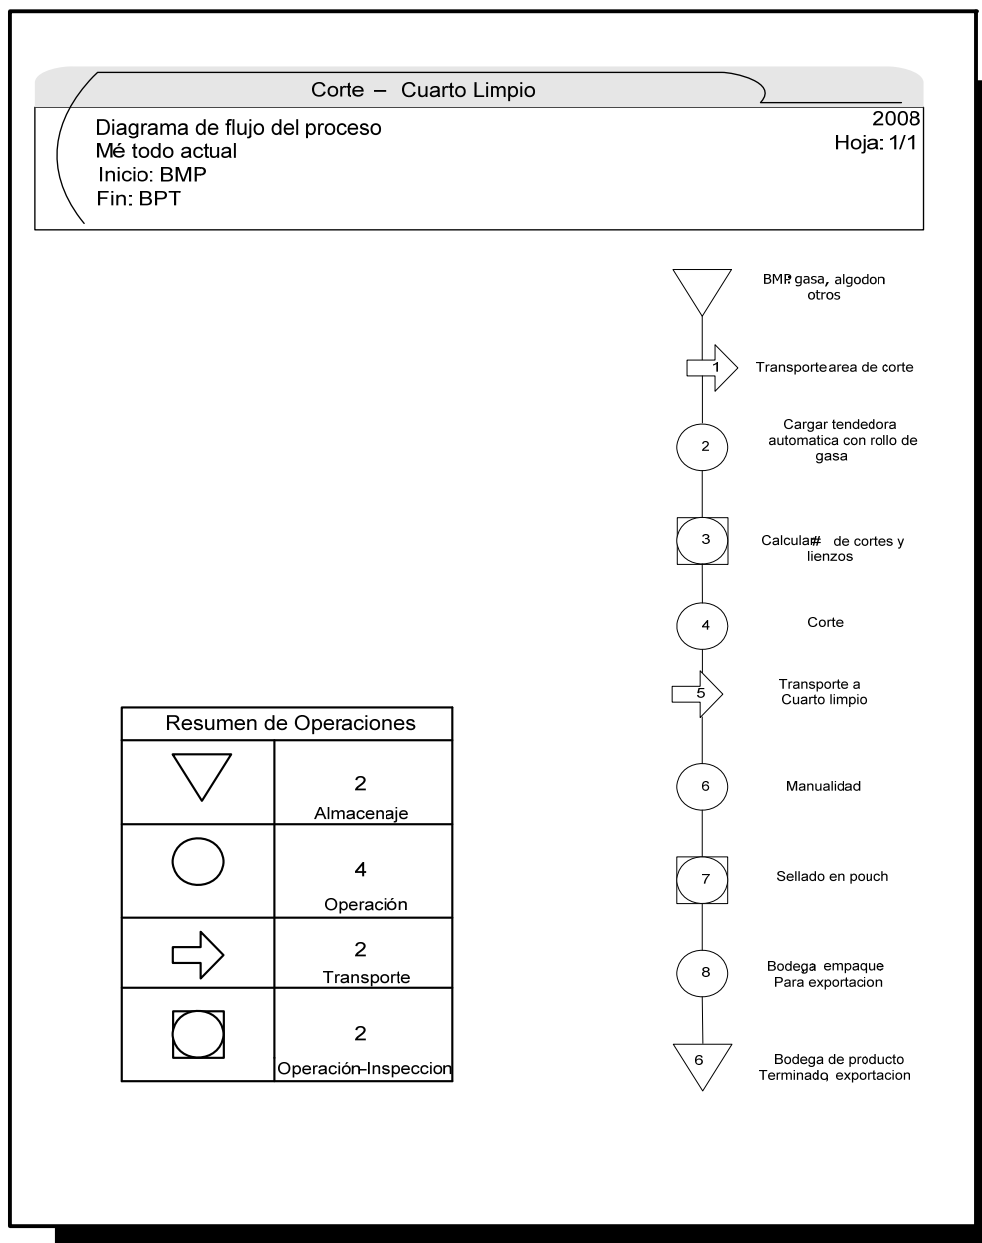 Corte – Cuarto Limpio
2008
Hoja: 1/1
Diagrama de flujo del proceso
Mé todo actual
Inicio: BMP
Fin: BPT
BMP: gasa, algodon
otros
1
Transporte area de corte
2
Cargar tendedora
automatica con rollo de
gasa
3
Calcular # de cortes y
lienzos
4
Corte
5
Transporte a
Cuarto limpio
6
Manualidad
7
Sellado en pouch
8
Bodega empaque
Para exportacion
6
Bodega de producto
Terminado, exportacion
Resumen de Operaciones
2
Almacenaje
4
Operación
2
Transporte
2
Operación-Inspeccion